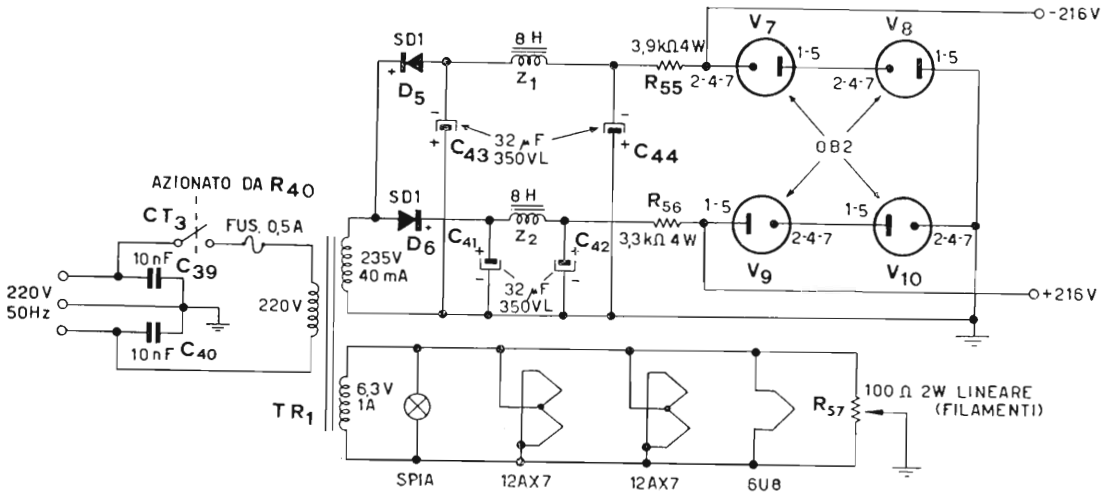 -216V
SD1
D5
8 H
Z1
3,9kΩ 4W
R55
2-4-7
V7
1-5
2-4-7
V8
1-5
C43
32 µF
350VL
C44
OB2
AZIONATO DA R40
CT3
FUS. 0,5A
SD1
D6
C41
8 H
Z2
C42
R56
3,3kΩ 4W
1-5
2-4-7
V9
1-5
2-4-7
V10
32 µF
350VL
+216V
220V
50Hz
10nF
C39
10nF
C40
220V
235V
40mA
TR1
6,3V
1A
SPIA
12AX7
12AX7
6U8
R57
100 Ω 2W LINEARE
(FILAMENTI)